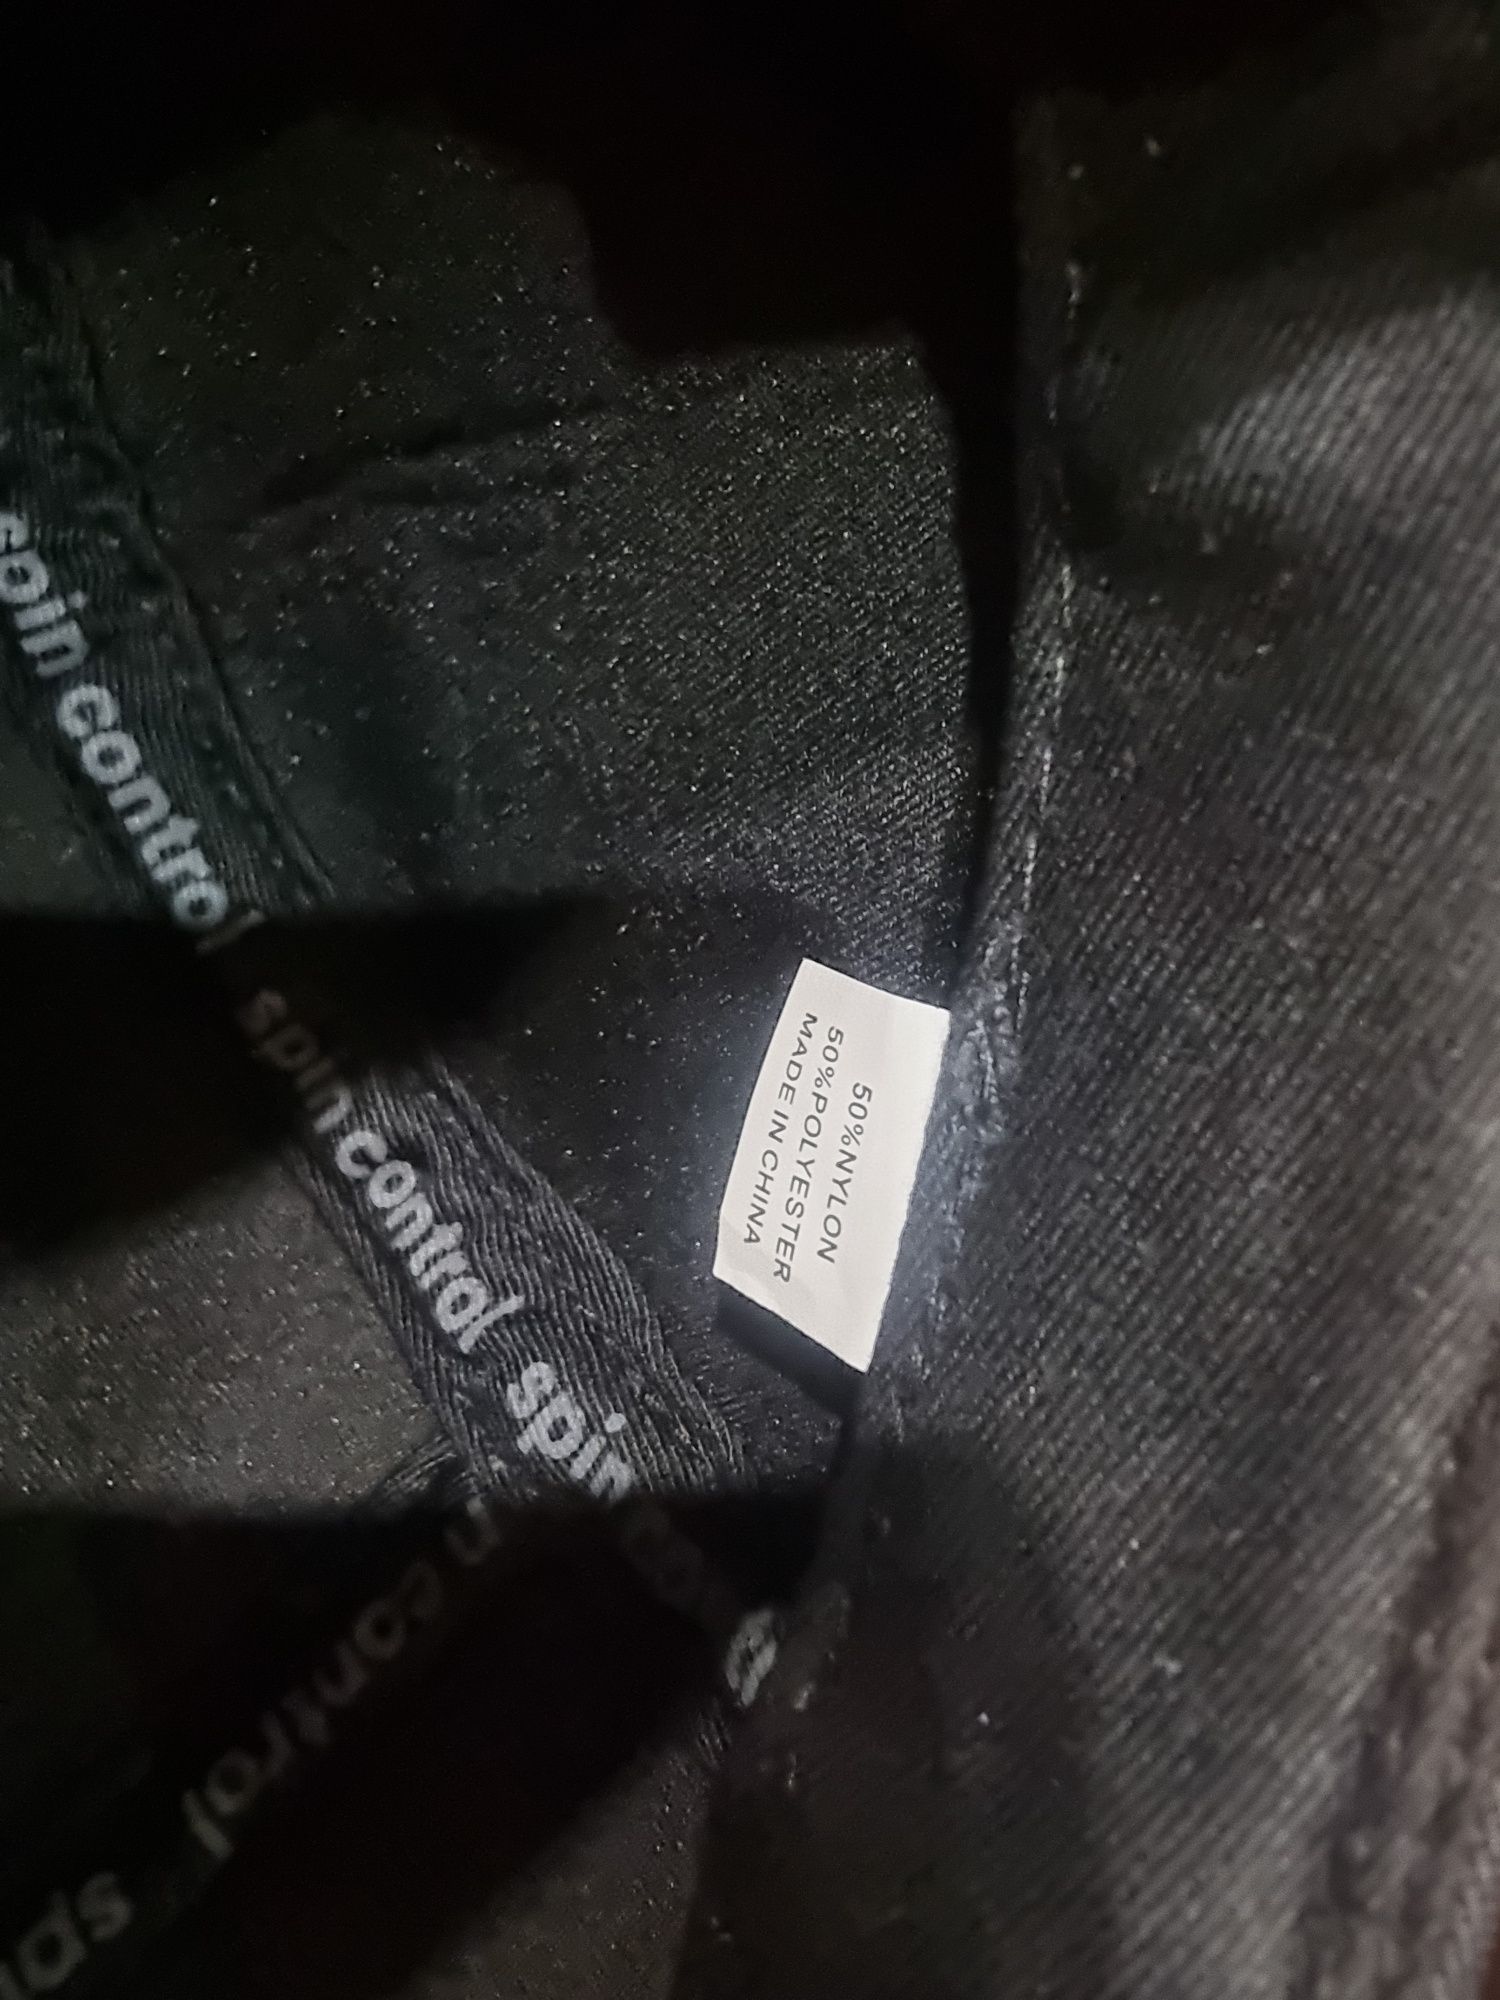 spin control
spin control
spin
n control
50%NYLON
50%POLYESTER
MADE IN CHINA